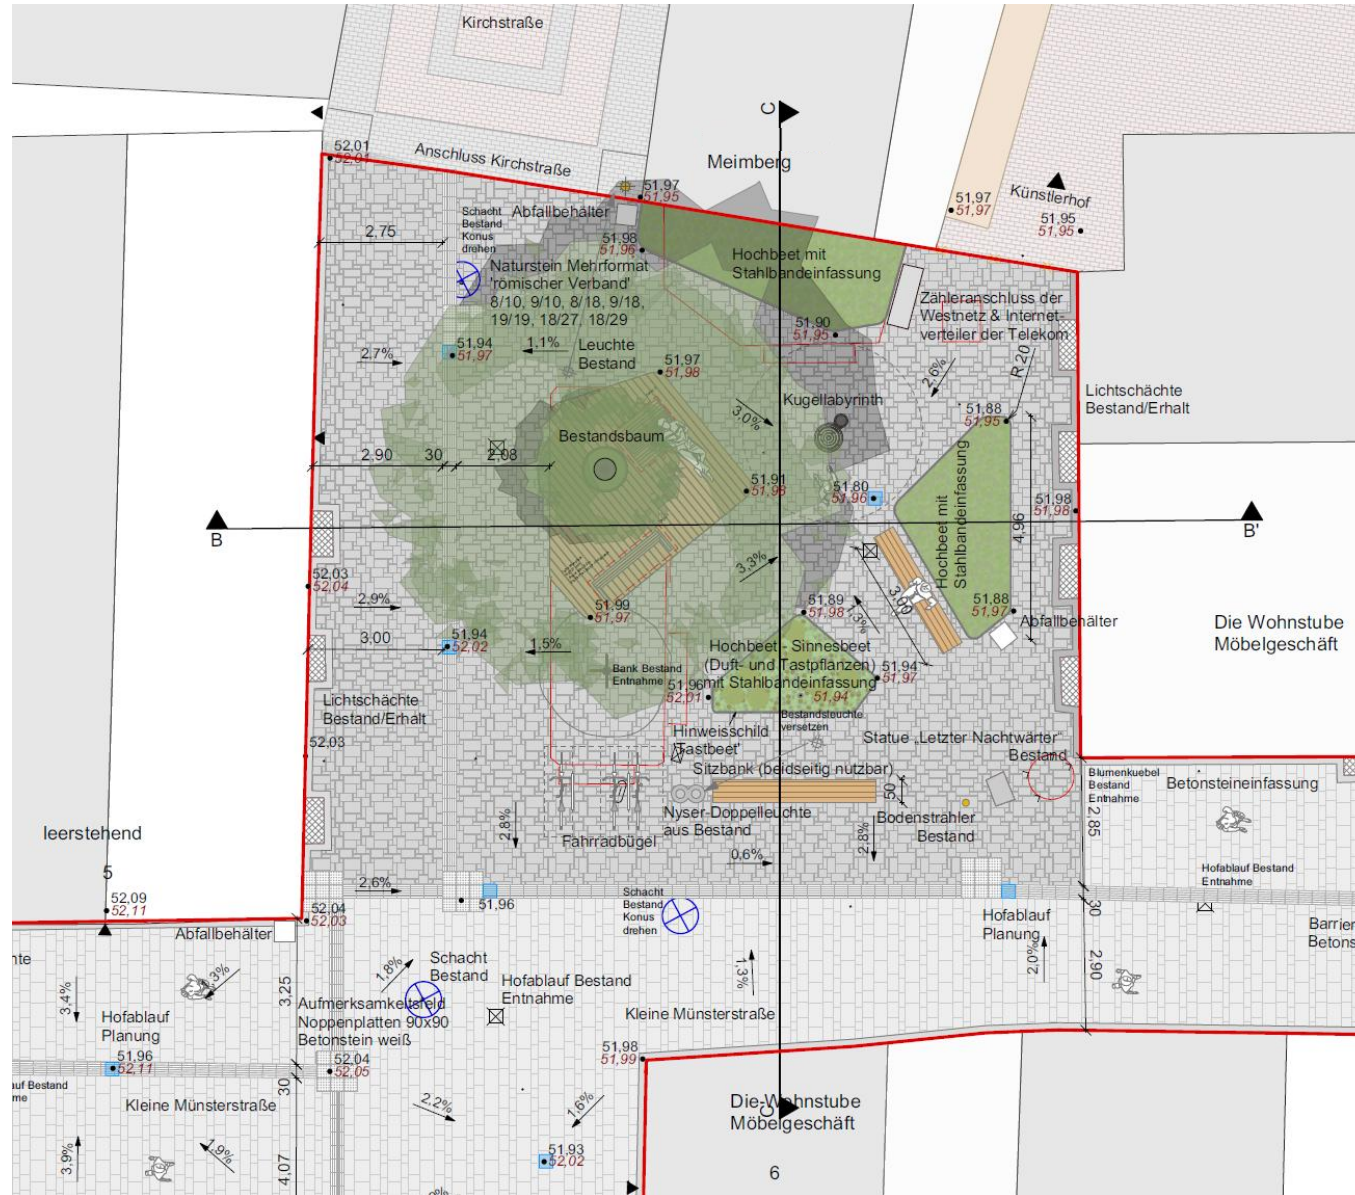 Kirchstraße
C
52,01
52,01
Anschluss Kirchstraße
Meimberg
51,97
51,95
Künstlerhof
51,97
51,97
51,95
51,95
2,75
Schacht
Bestand
Konus
drehen
Abfallbehälter
51,98
51,96
Hochbeet mit
Stahlbandeinfassung
Naturstein Mehrformat
'römischer Verband'
8/10, 9/10, 8/18, 9/18,
19/19, 18/27, 18/29
Zähleranschluss der
Westnetz & Internet-
verteiler der Telekom
51,90
51,95
51,94
51,97
1,1%
Leuchte
Bestand
2,7%
51,97
51,98
2,6%
R.20
Lichtschächte
Bestand/Erhalt
Kugellabyrinth
3,0%
51,88
51,95
Bestandsbaum
2,90
30
2,08
51,91
51,98
51,80
51,96
Hochbeet mit
Stahlbandeinfassung
4,96
51,98
51,98
B
B'
3,3%
52,03
52,04
2,9%
51,99
51,97
51,89
51,98
1,3%
3,00
51,88
51,97
Abfallbehälter
Die Wohnstube
Möbelgeschäft
3,00
51,94
52,02
1,5%
Hochbeet - Sinnesbeet
(Duft- und Tastpflanzen)
mit Stahlbandeinfassung
Bank Bestand
Entnahme
51,96
52,01
51,94
51,94
51,97
Lichtschächte
Bestand/Erhalt
Bestandsleuchte
versetzen
Hinweisschild
'Tastbeet'
Statue „Letzter Nachtwärter"
Bestand
52,03
Sitzbank (beidseitig nutzbar)
Blumenkuebel
Bestand
Entnahme
Betonsteineinfassung
50
2,85
Nyser-Doppelleuchte
aus Bestand
Bodenstrahler
Bestand
leerstehend
5
2,8%
Fahrradbügel
2,8%
0,6%
Hofablauf Bestand
Entnahme
2,6%
52,09
52,11
51,96
Schacht
Bestand
Konus
drehen
52,04
52,03
30
Hofablauf
Planung
Barrier
Betons
Abfallbehälter
nte
3,4%
3,25
1,8%
Schacht
Bestand
Hofablauf Bestand
Entnahme
1,3%
2,0%
2,90
Hofablauf
Planung
Aufmerksamkeitsfeld
Noppenplatten 90x90
Betonstein weiß
Kleine Münsterstraße
51,96
52,11
52,04
52,05
51,98
51,99
auf Bestand
me
30
Kleine Münsterstraße
2,2%
1,6%
Die Wohnstube
Möbelgeschäft
C'
3,9%
1,9%
4,07
51,93
52,02
6